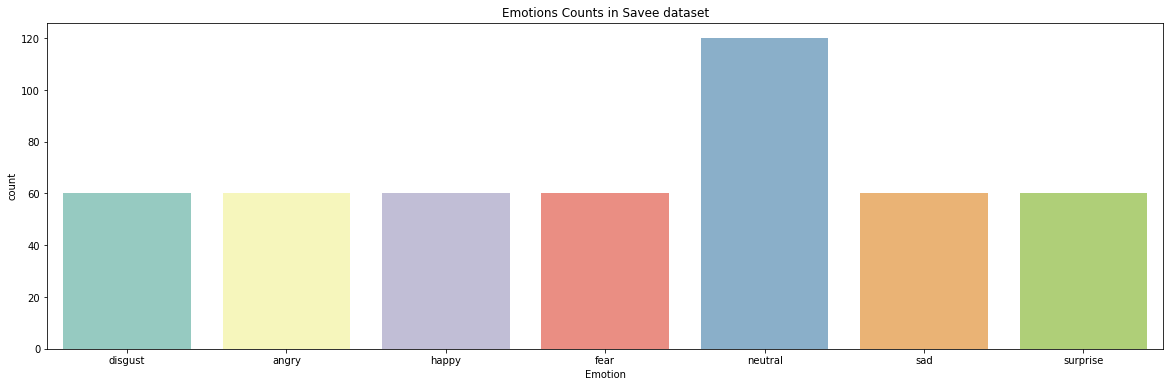 Emotions Counts in Savee dataset
120
100
80
60
40
20
0
count
disgust angry happy fear neutral sad surprise
Emotion